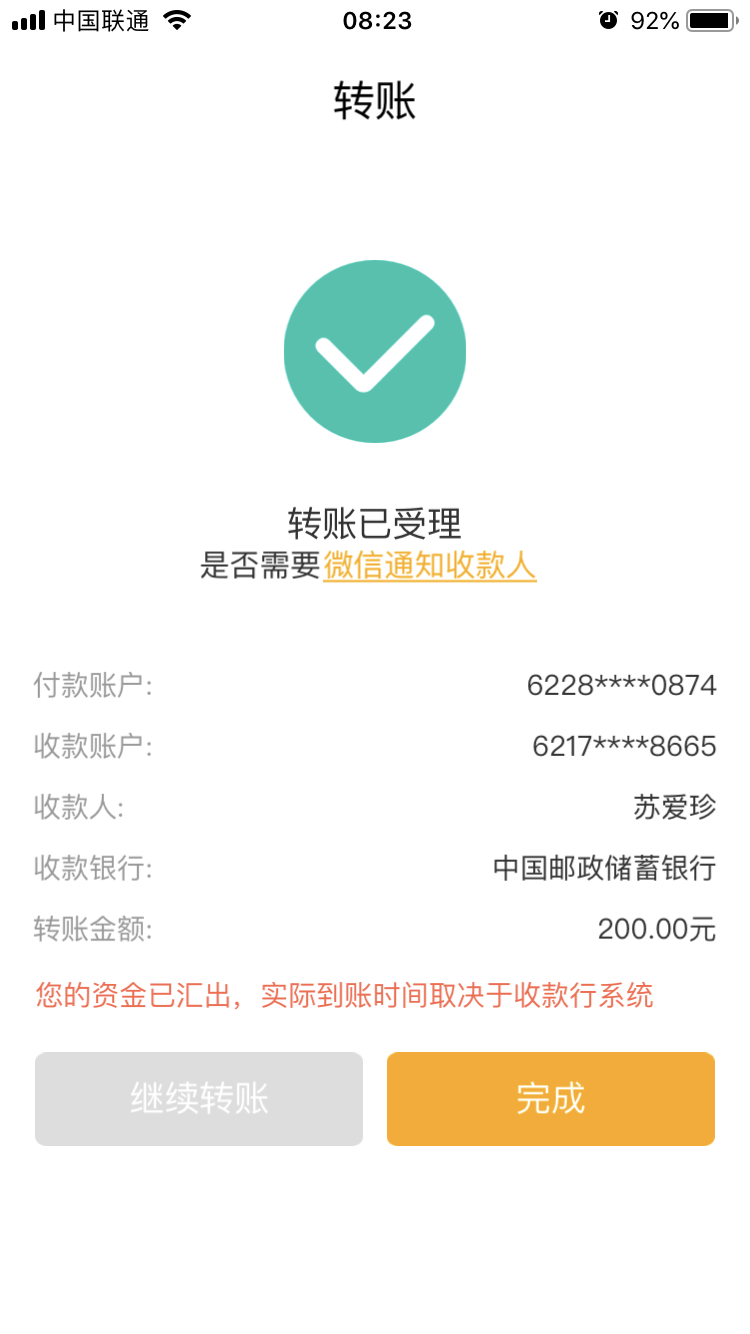 中国联通 08:23 92%
转账
转账已受理
是否需要微信通知收款人
付款账户: 6228****0874
收款账户: 6217****8665
收款人: 苏爱珍
收款银行: 中国邮政储蓄银行
转账金额: 200.00元
您的资金已汇出，实际到账时间取决于收款行系统
继续转账 完成